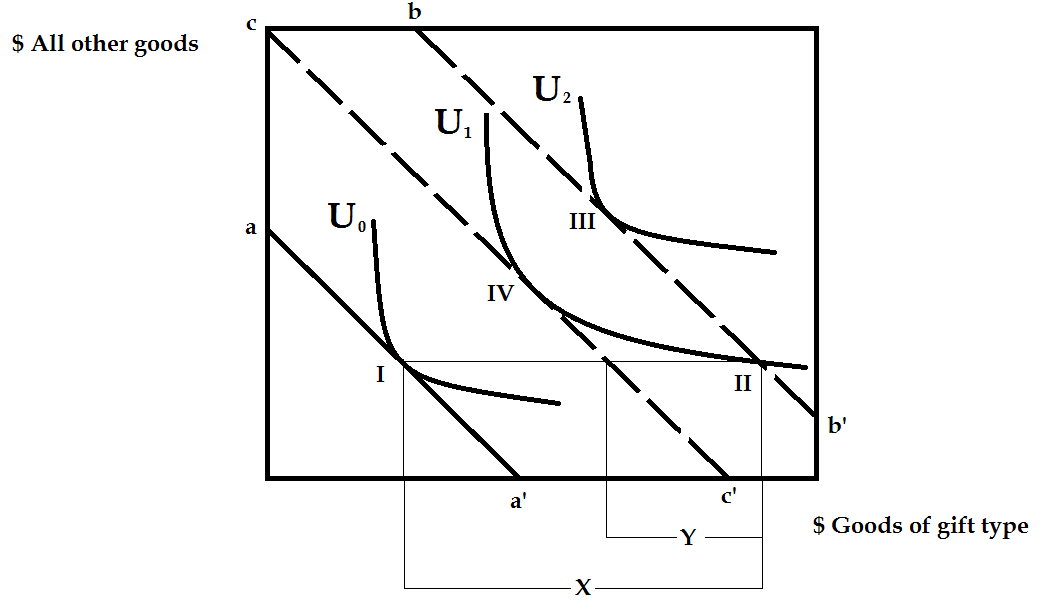 b
c
$ All other goods
U2
U1
U0
a
III
IV
I
II
b'
a'
c'
$ Goods of gift type
Y
X